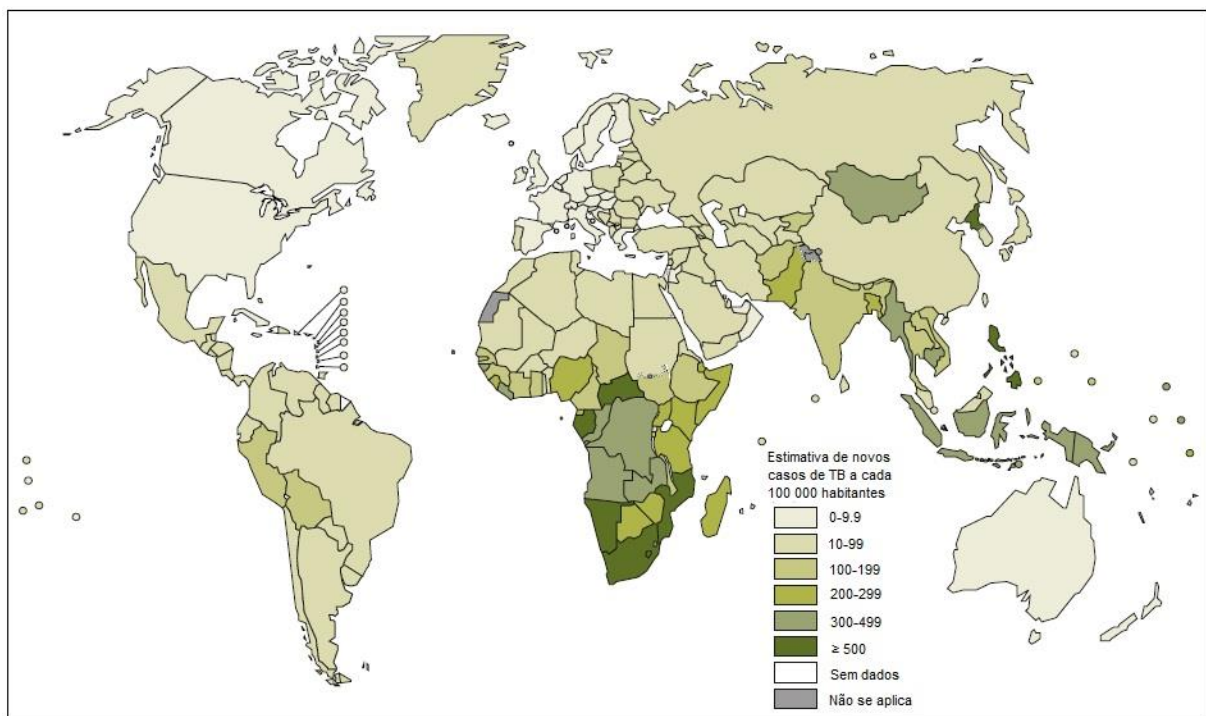 Estimativa de novos
casos de TB a cada
100 000 habitantes
0-9.9
10-99
100-199
200-299
300-499
≥ 500
Sem dados
Não se aplica